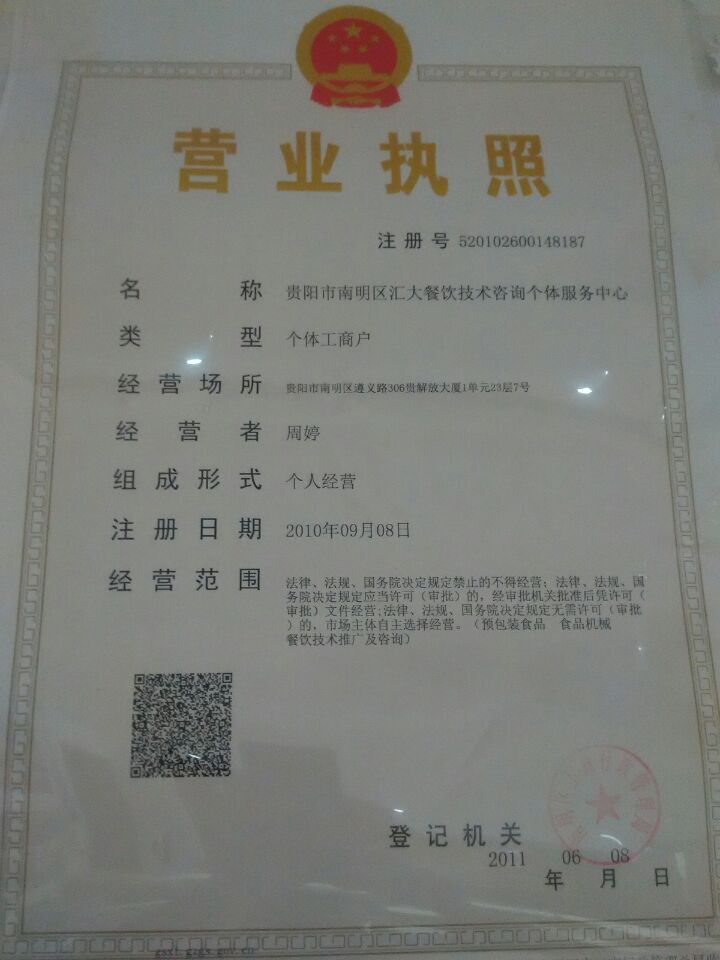 营业执照
注册号 520102600148187
名称 贵阳市南明区汇大餐饮技术咨询个体服务中心
类型 个体工商户
经营场所 贵阳市南明区遵义路306贵解放大厦1单元23层7号
经营者 周婷
组成形式 个人经营
注册日期 2010年09月08日
经营范围 法律、法规、国务院决定规定禁止的不得经营；法律、法规、国
务院决定规定应当许可（审批）的，经审批机关批准后凭许可（
审批）文件经营;法律、法规、国务院决定规定无需许可（审批
）的，市场主体自主选择经营。（预包装食品 食品机械
餐饮技术推广及咨询）
登记机关
2011 06 08
年 月 日
gsxt.gzgs.gov.cn